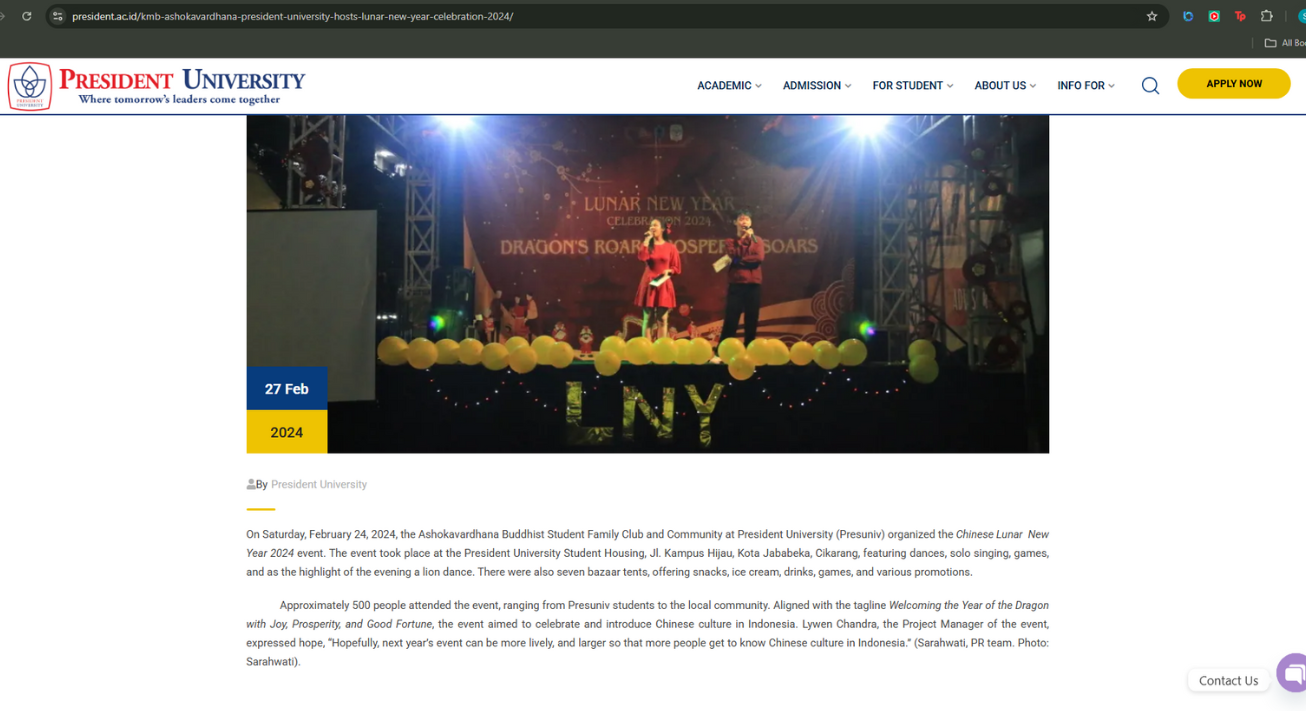 president.ac.id/kmb-ashokavardhana-president-university-hosts-lunar-new-year-celebration-2024/
All Boo
PRESIDENT UNIVERSITY
Where tomorrow's leaders come together
ACADEMIC
ADMISSION
FOR STUDENT
ABOUT US
INFO FOR
APPLY NOW
LUNAR NEW YEAR
CELEBRATION 2024
DRAGON'S ROAR SOARS
LNY
27 Feb
2024
By President University
On Saturday, February 24, 2024, the Ashokavardhana Buddhist Student Family Club and Community at President University (Presuniv) organized the Chinese Lunar New
Year 2024 event. The event took place at the President University Student Housing, Jl. Kampus Hijau, Kota Jababeka, Cikarang, featuring dances, solo singing, games,
and as the highlight of the evening a lion dance. There were also seven bazaar tents, offering snacks, ice cream, drinks, games, and various promotions.
Approximately 500 people attended the event, ranging from Presuniv students to the local community. Aligned with the tagline Welcoming the Year of the Dragon
with Joy, Prosperity, and Good Fortune, the event aimed to celebrate and introduce Chinese culture in Indonesia. Lywen Chandra, the Project Manager of the event,
expressed hope, “Hopefully, next year’s event can be more lively, and larger so that more people get to know Chinese culture in Indonesia.” (Sarahwati, PR team. Photo:
Sarahwati).
Contact Us